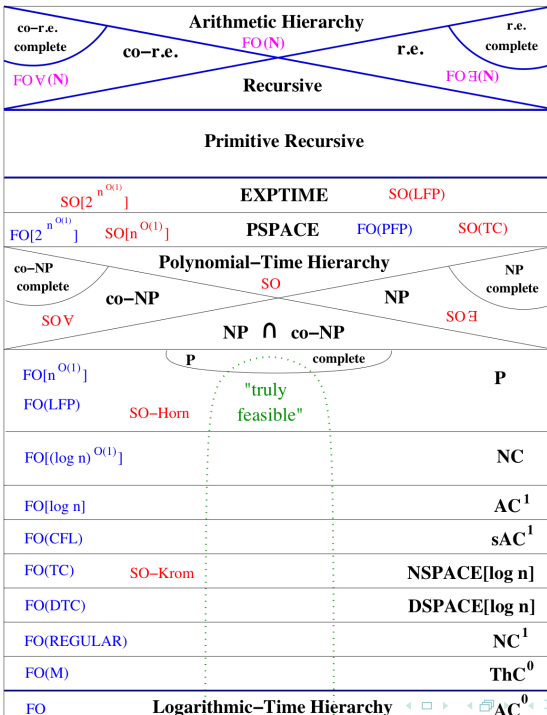 Arithmetic Hierarchy
co-r.e. complete
co−r.e.
FO(N)
r.e.
r.e. complete
FO∀(N)
FO∃(N)
Recursive
Primitive Recursive
SO[2^n^O(1)] EXPTIME SO(LFP)
FO[2^n^O(1)] SO[n^O(1)] PSPACE FO(PFP) SO(TC)
Polynomial−Time Hierarchy
co-NP complete
co−NP
SO
NP
NP complete
SO∀
SO∃
NP ∩ co−NP
P complete
FO[n^O(1)] P
"truly feasible"
FO(LFP) SO−Horn
FO[(log n)^O(1)] NC
FO[log n] AC^1
FO(CFL) sAC^1
FO(TC) SO−Krom NSPACE[log n]
FO(DTC) DSPACE[log n]
FO(REGULAR) NC^1
FO(M) ThC^0
FO Logarithmic−Time Hierarchy AC^0